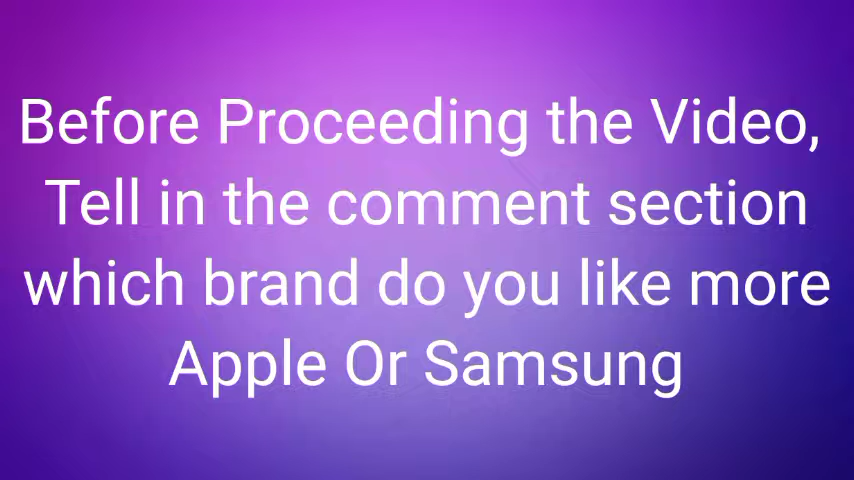 Before Proceeding the Video,
Tell in the comment section
which brand do you like more
Apple Or Samsung